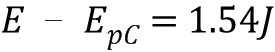 E – E_{pC} = 1.54J